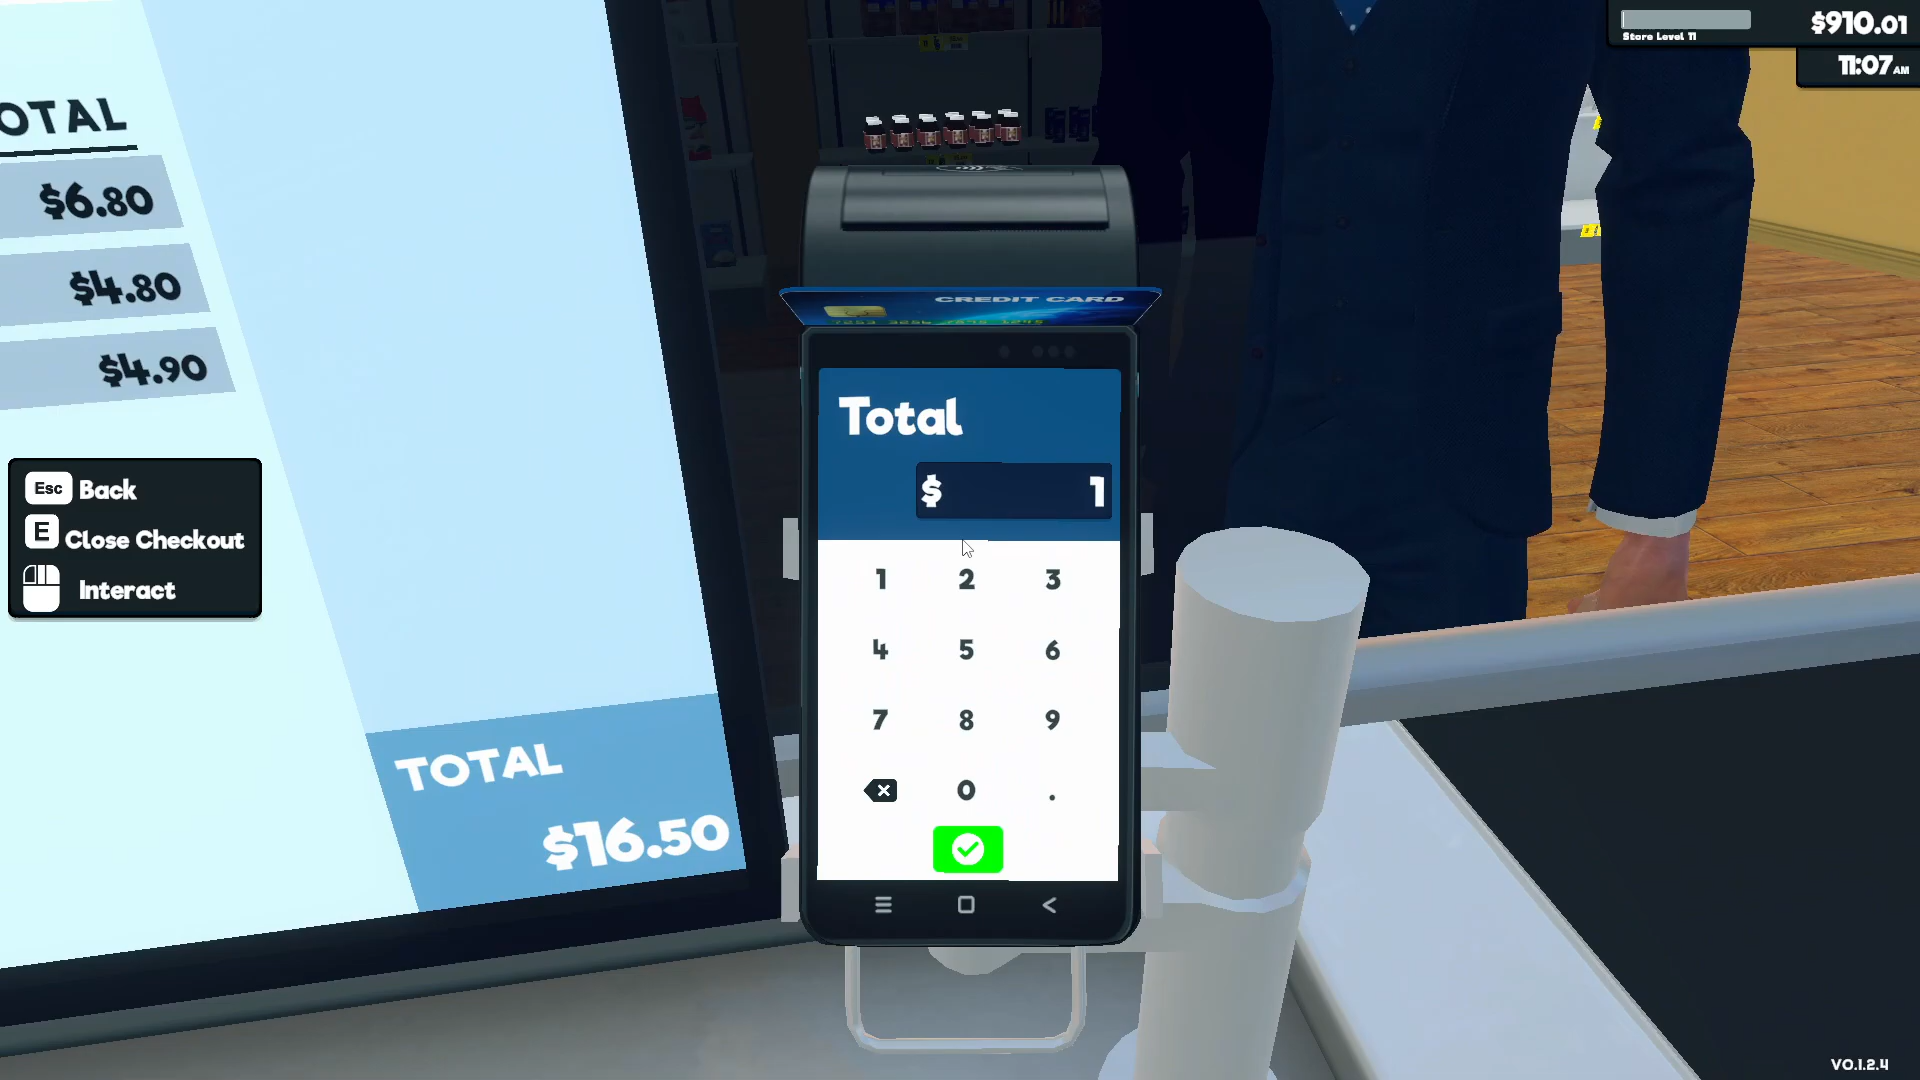 $910.01
Store Level 11
11:07 AM
OTAL
$6.80
$4.80
$4.90
CREDIT CARD
Total
$ 1
Esc Back
E Close Checkout
Interact
1 2 3
4 5 6
7 8 9
0 .
TOTAL
$16.50
V0.1.2.4